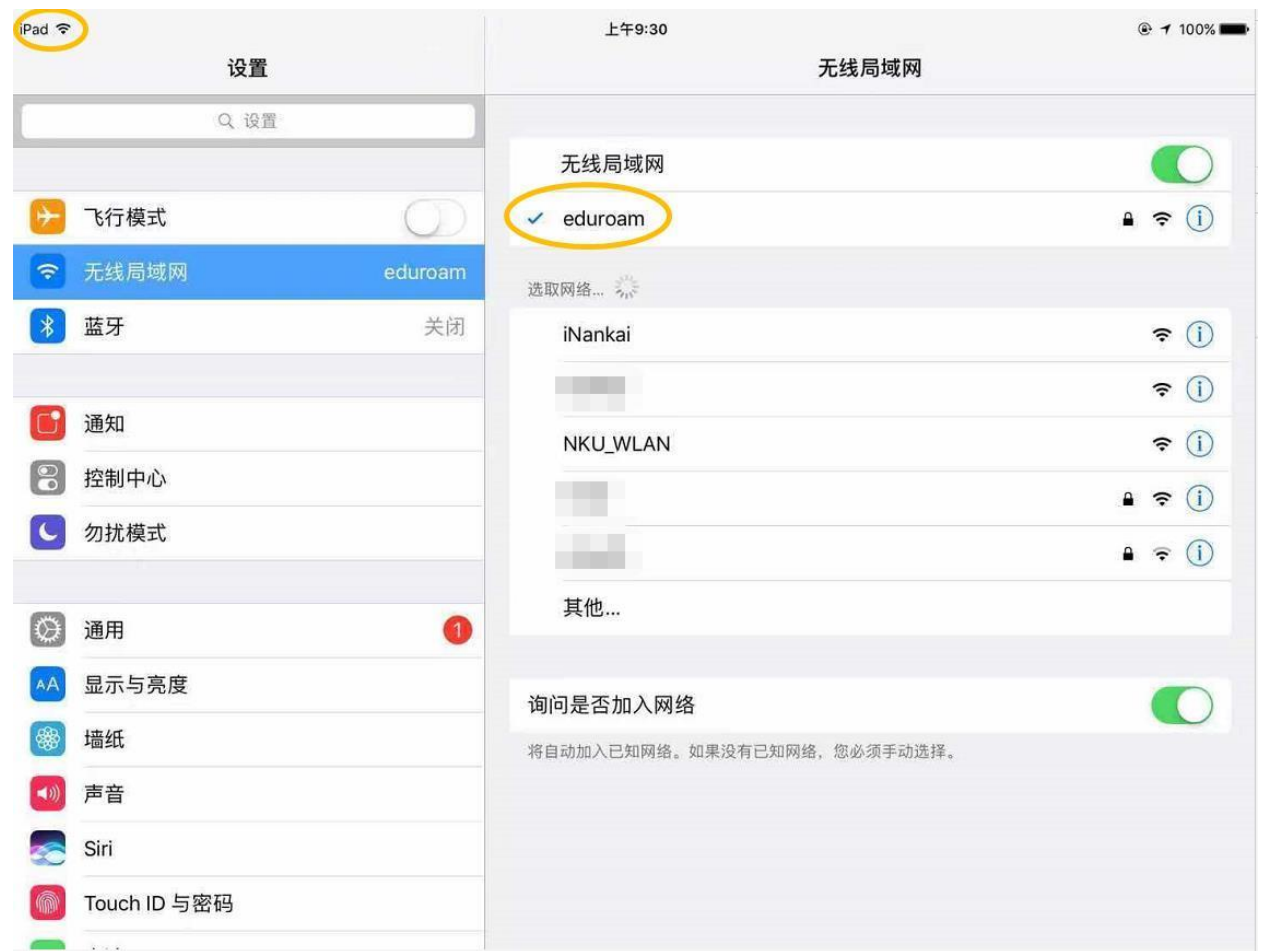 iPad
上午9:30
100%
设置
无线局域网
设置
无线局域网
飞行模式
eduroam
无线局域网
eduroam
选取网络...
蓝牙
关闭
iNankai
通知
NKU_WLAN
控制中心
勿扰模式
其他...
通用
1
AA
显示与亮度
询问是否加入网络
墙纸
将自动加入已知网络。如果没有已知网络，您必须手动选择。
声音
Siri
Touch ID 与密码